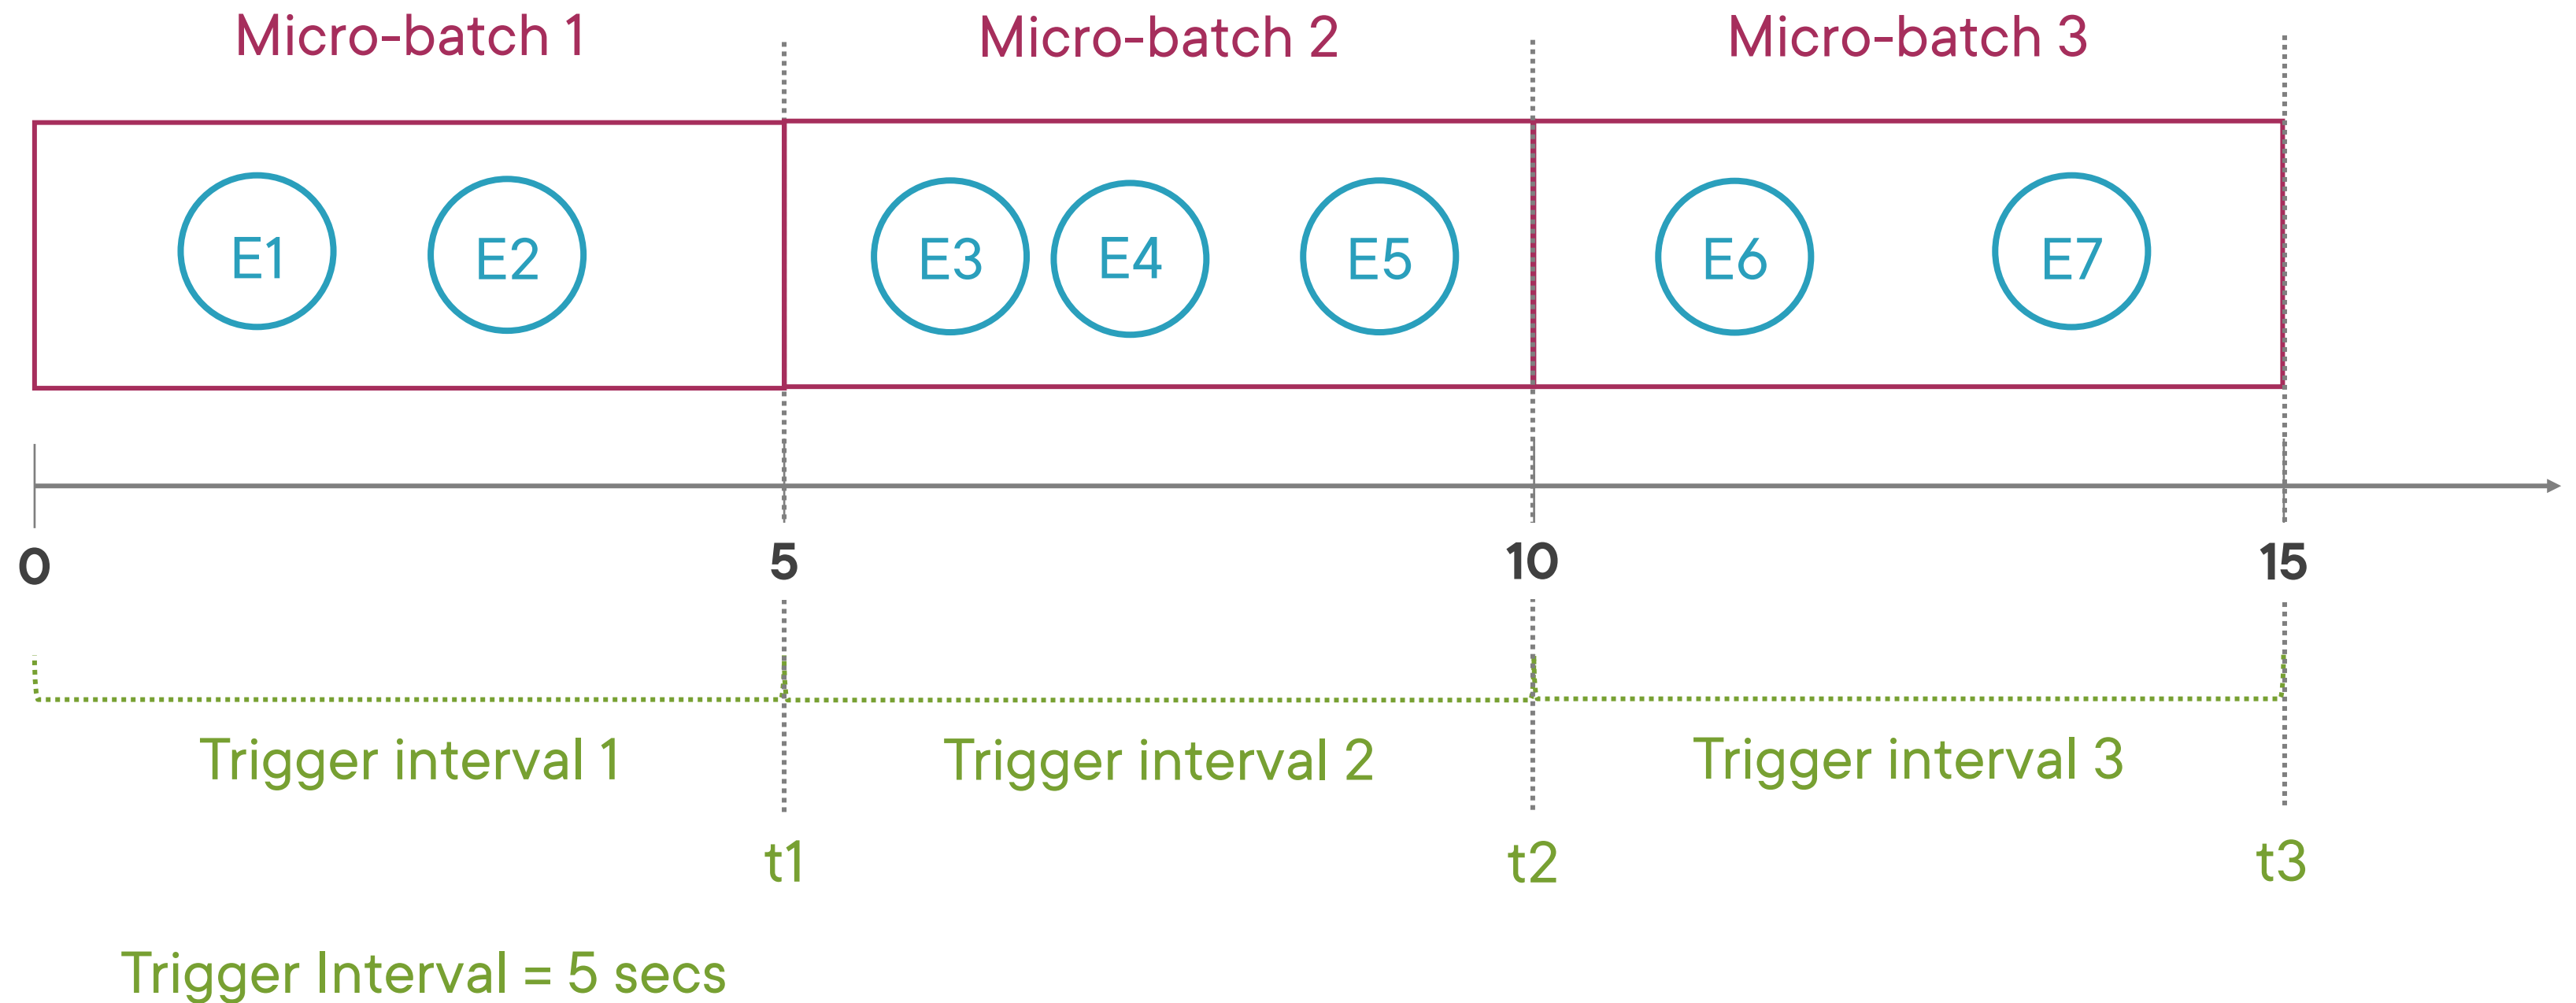 Micro-batch 1
Micro-batch 2
Micro-batch 3
E1
E2
E3
E4
E5
E6
E7
0
5
10
15
Trigger interval 1
Trigger interval 2
Trigger interval 3
t1
t2
t3
Trigger Interval = 5 secs